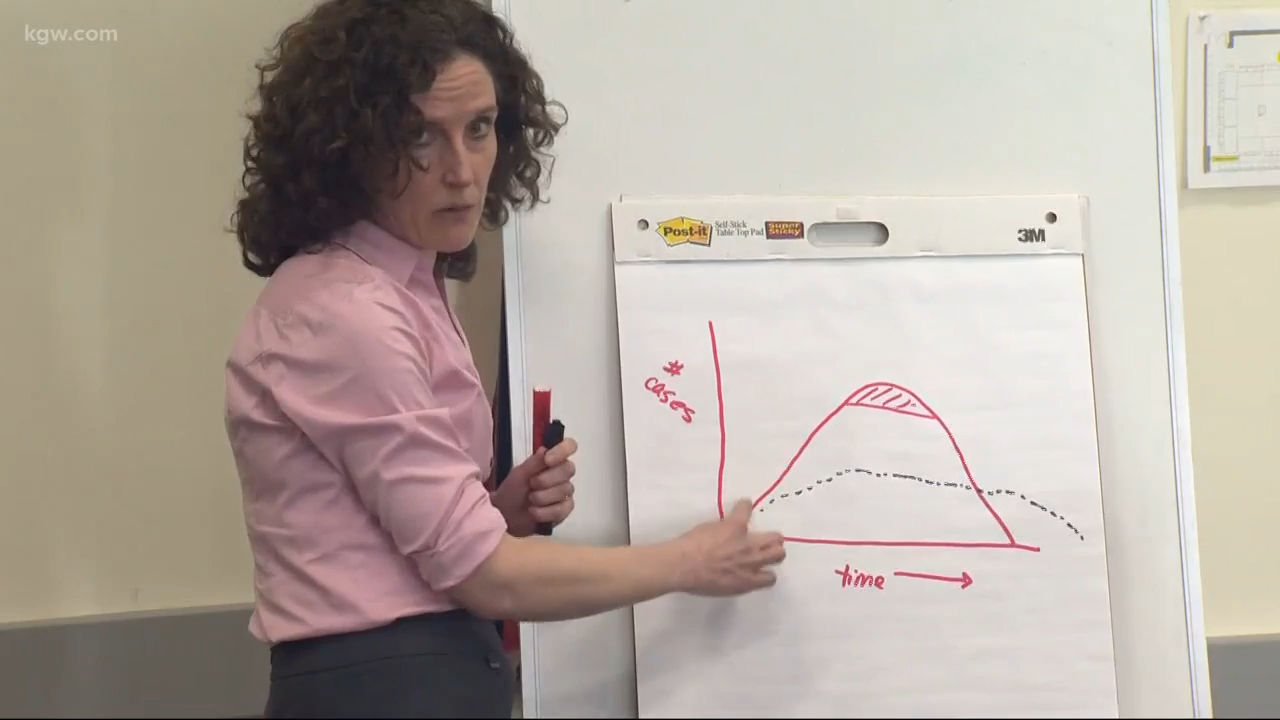 kgw.com
Post-it
Self-Stick
Table Top Pad
Super
Sticky
3M
#
cases
time